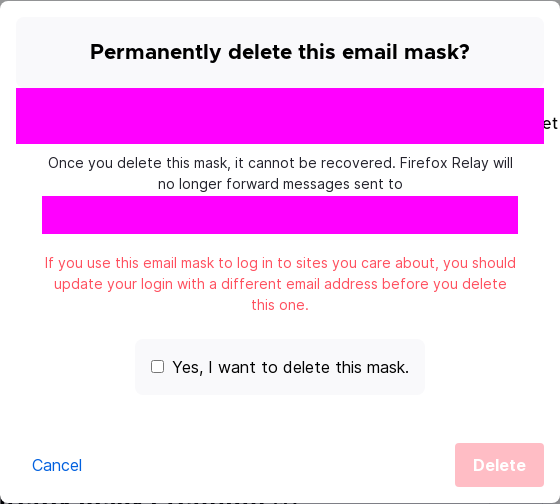 Permanently delete this email mask?
et
Once you delete this mask, it cannot be recovered. Firefox Relay will
no longer forward messages sent to
If you use this email mask to log in to sites you care about, you should
update your login with a different email address before you delete
this one.
Yes, I want to delete this mask.
Cancel
Delete